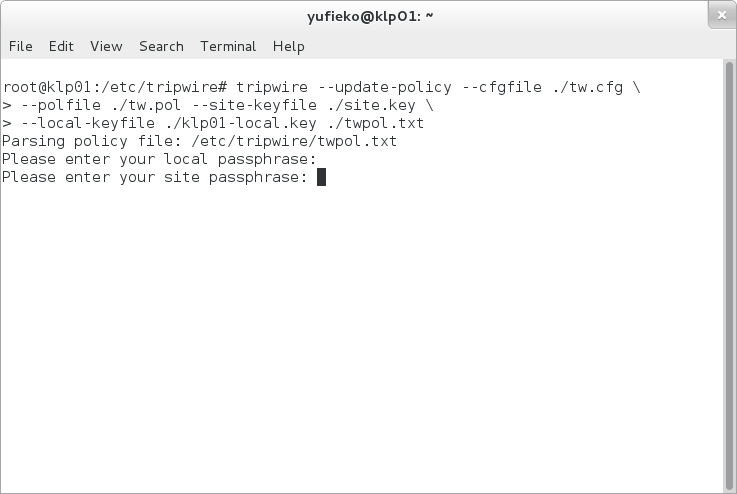 yufieko@klp01: ~
File Edit View Search Terminal Help
root@klp01:/etc/tripwire# tripwire --update-policy --cfgfile ./tw.cfg \
> --polfile ./tw.pol --site-keyfile ./site.key \
> --local-keyfile ./klp01-local.key ./twpol.txt
Parsing policy file: /etc/tripwire/twpol.txt
Please enter your local passphrase:
Please enter your site passphrase: